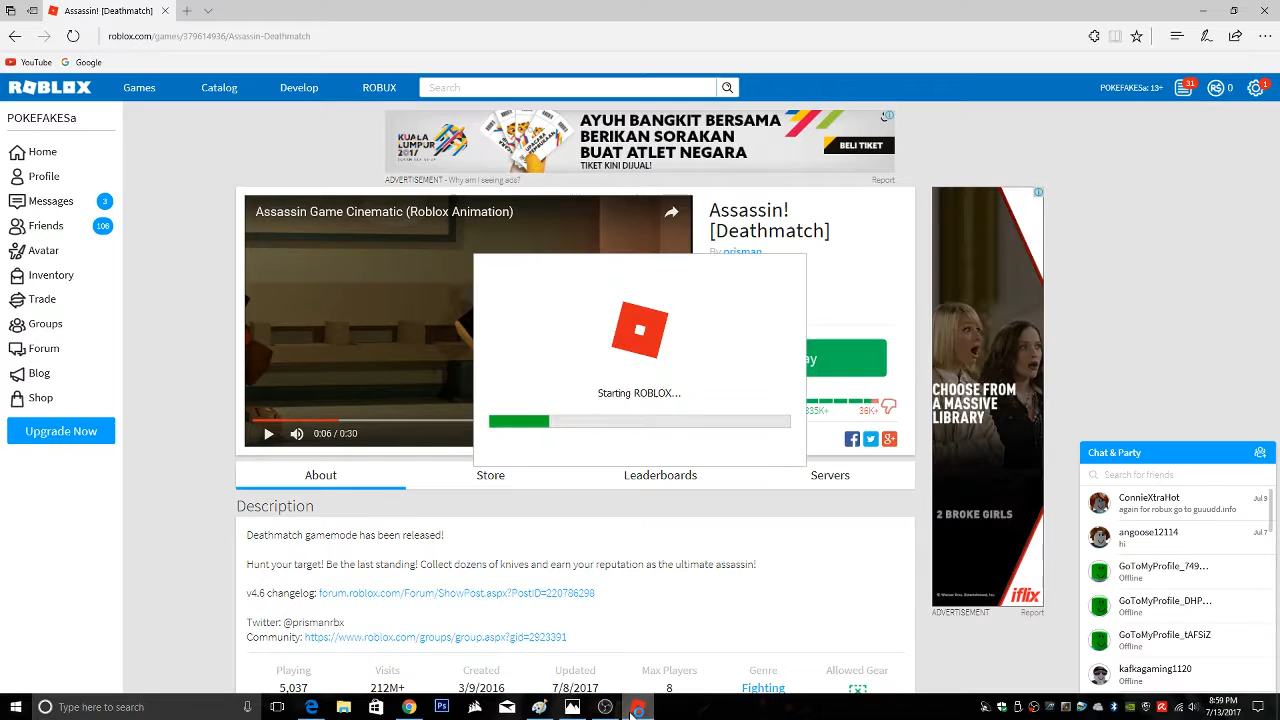 Assassin! [Deathmatch]
roblox.com/games/379614936/Assassin-Deathmatch
YouTube
Google
ROBLOX
Games
Catalog
Develop
ROBUX
Search
POKEFAKESa: 13+
31
0
1
POKEFAKESa
Home
Profile
Messages
3
Friends
106
Avatar
Inventory
Trade
Groups
Forum
Blog
Shop
Upgrade Now
KUALA LUMPUR 2017
AYUH BANGKIT BERSAMA
BERIKAN SORAKAN
BUAT ATLET NEGARA
TIKET KINI DIJUAL!
BELI TIKET
ADVERTISEMENT - Why am I seeing ads?
Report
Assassin Game Cinematic (Roblox Animation)
0:06 / 0:30
Assassin!
[Deathmatch]
By prisman
ay
335K+
36K+
Starting ROBLOX...
About
Store
Leaderboards
Servers
Description
Deathmatch gamemode has been released!
Hunt your target! Be the last standing! Collect dozens of knives and earn your reputation as the ultimate assassin!
v4.6 changelog: forum.roblox.com/Forum/ShowPost.aspx?PostID=220786298
Twitter: @prismanbr
Community: https://www.roblox.com/groups/group.aspx?gid=2923391
Playing
Visits
Created
Updated
Max Players
Genre
Allowed Gear
5,037
212M+
3/9/2016
7/8/2017
8
Fighting
CHOOSE FROM
A MASSIVE
LIBRARY
2 BROKE GIRLS
iflix
ADVERTISEMENT
Report
Chat & Party
Search for friends
ConnieXtraHot
Jul 9
again for robux go to guuudd.info
angoose12114
Jul 7
hi
GoToMyProfile_749...
Offline
GoToMyProfile_DHP...
Offline
GoToMyProfile_tAFSiZ
Offline
kalkagaming1120
Offline
Type here to search
8:59 PM
7/13/2017